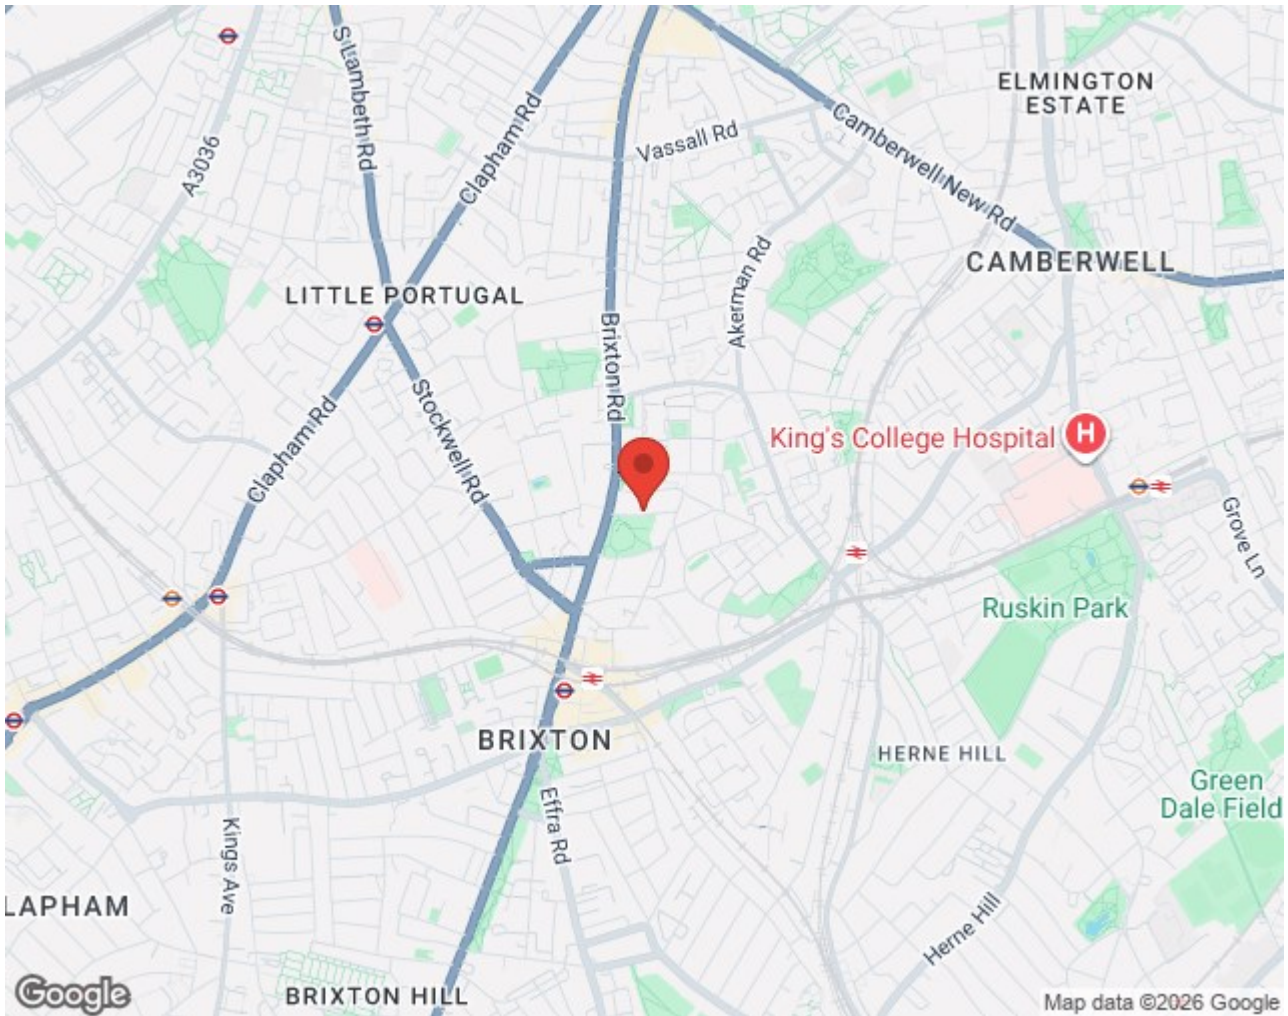 S Lambeth Rd
Clapham Rd
Vassall Rd
ELMINGTON
ESTATE
A3036
Camberwell New Rd
CAMBERWELL
Akerman Rd
LITTLE PORTUGAL
Brixton Rd
Stockwell Rd
Clapham Rd
King's College Hospital
H
Grove Ln
Ruskin Park
BRIXTON
HERNE HILL
Green
Dale Field
Effra Rd
Kings Ave
LAPHAM
Herne Hill
BRIXTON HILL
Google
Map data ©2026 Google